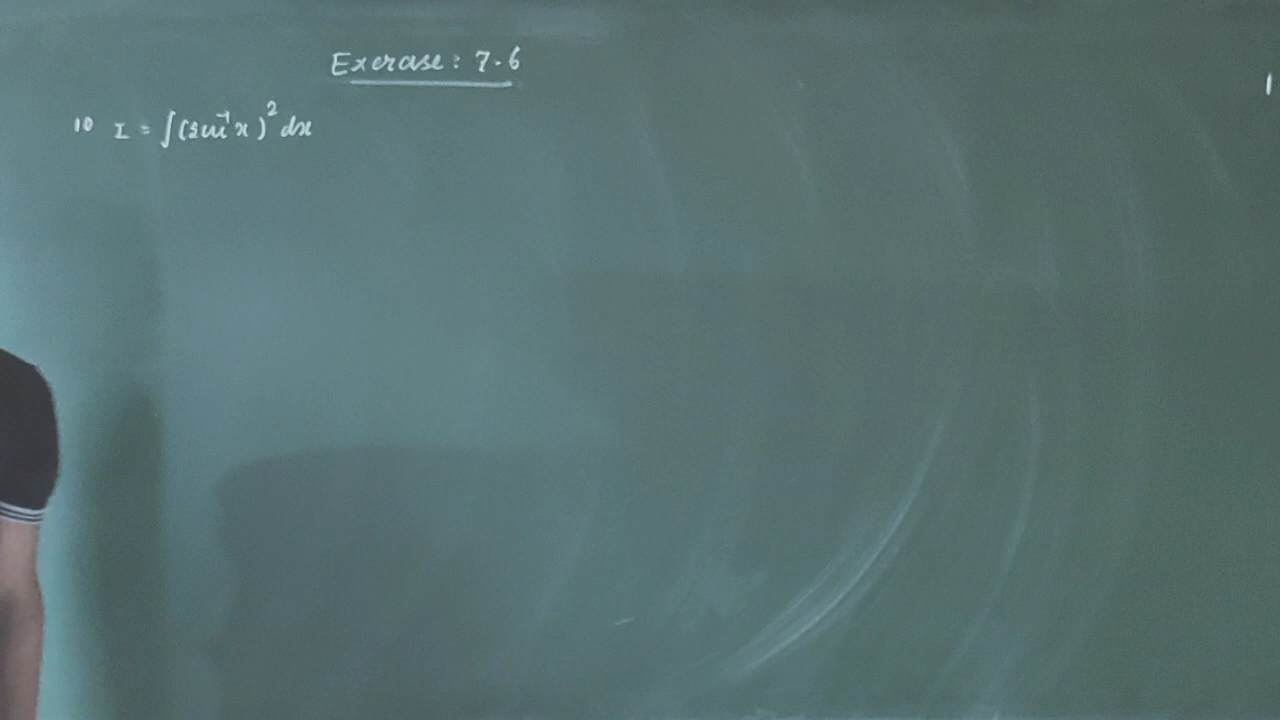 Exercise: 7.6
10 I = ∫(sin⁻¹x)² dx